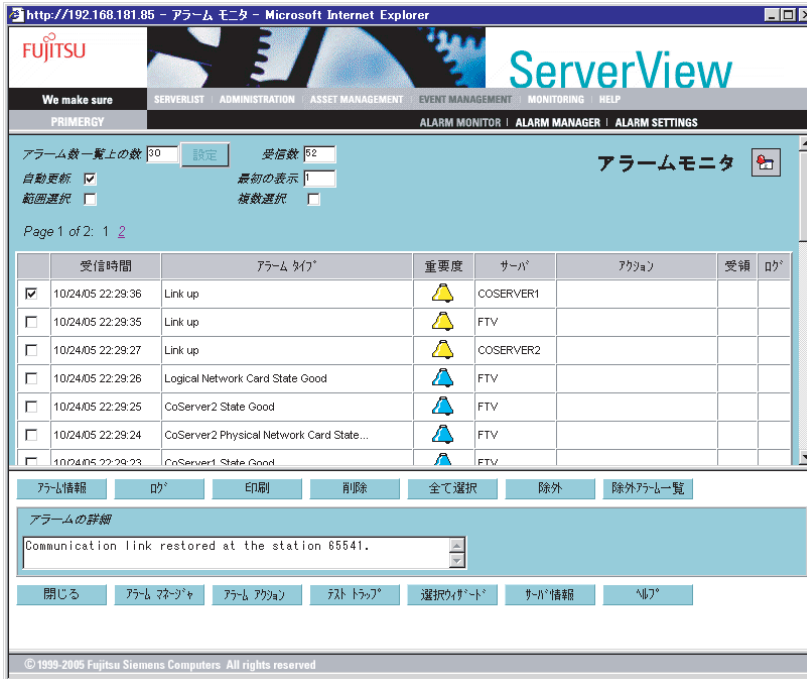 http://192.168.181.85 - アラーム モニタ - Microsoft Internet Explorer
FUJITSU
ServerView
We make sure
SERVERLIST | ADMINISTRATION | ASSET MANAGEMENT | EVENT MANAGEMENT | MONITORING | HELP
PRIMERGY
ALARM MONITOR | ALARM MANAGER | ALARM SETTINGS
アラーム数一覧上の数 30 設定 受信数 52
アラームモニタ
自動更新 最初の表示 1
範囲選択 複数選択
Page 1 of 2: 1 2
受信時間 ｱﾗｰﾑ ﾀｲﾌﾟ 重要度 ｻｰﾊﾞ ｱｸｼｮﾝ 受領 ﾛｸﾞ
10/24/05 22:29:36 Link up COSERVER1
10/24/05 22:29:35 Link up FTV
10/24/05 22:29:27 Link up COSERVER2
10/24/05 22:29:26 Logical Network Card State Good FTV
10/24/05 22:29:25 CoServer2 State Good FTV
10/24/05 22:29:24 CoServer2 Physical Network Card State... FTV
10/24/05 22:29:23 CoServer1 State Good FTV
ｱﾗｰﾑ情報 ﾛｸﾞ 印刷 削除 全て選択 除外 除外ｱﾗｰﾑ一覧
アラームの詳細
Communication link restored at the station 65541.
閉じる ｱﾗｰﾑ ﾏﾈｰｼﾞｬ ｱﾗｰﾑ ｱｸｼｮﾝ ﾃｽﾄ ﾄﾗｯﾌﾟ 選択ｳｨｻﾞｰﾄﾞ ｻｰﾊﾞ情報 ﾍﾙﾌﾟ
© 1999-2005 Fujitsu Siemens Computers All rights reserved